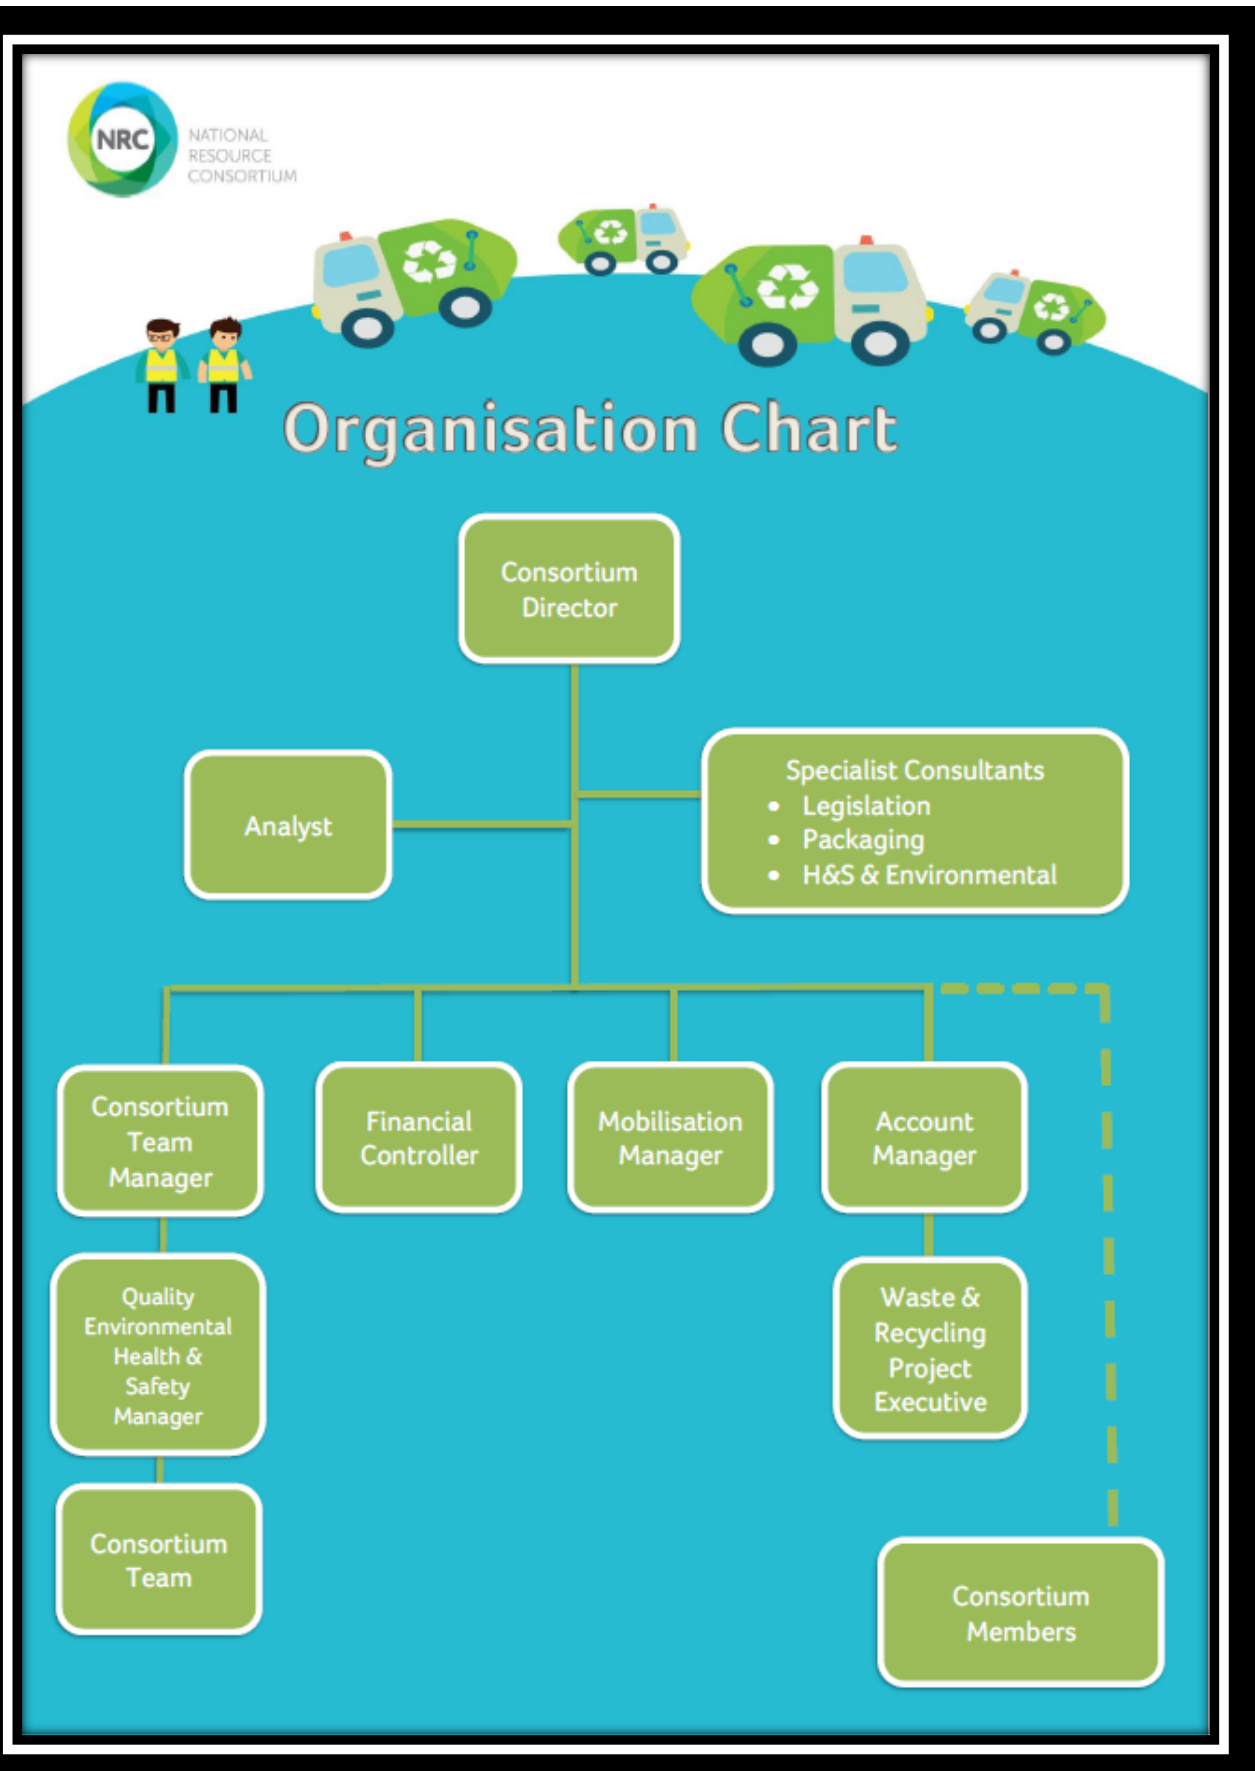 NRC
NATIONAL
RESOURCE
CONSORTIUM
Organisation Chart
Consortium
Director
Analyst
Specialist Consultants
• Legislation
• Packaging
• H&S & Environmental
Consortium
Team
Manager
Financial
Controller
Mobilisation
Manager
Account
Manager
Quality
Environmental
Health &
Safety
Manager
Waste &
Recycling
Project
Executive
Consortium
Team
Consortium
Members